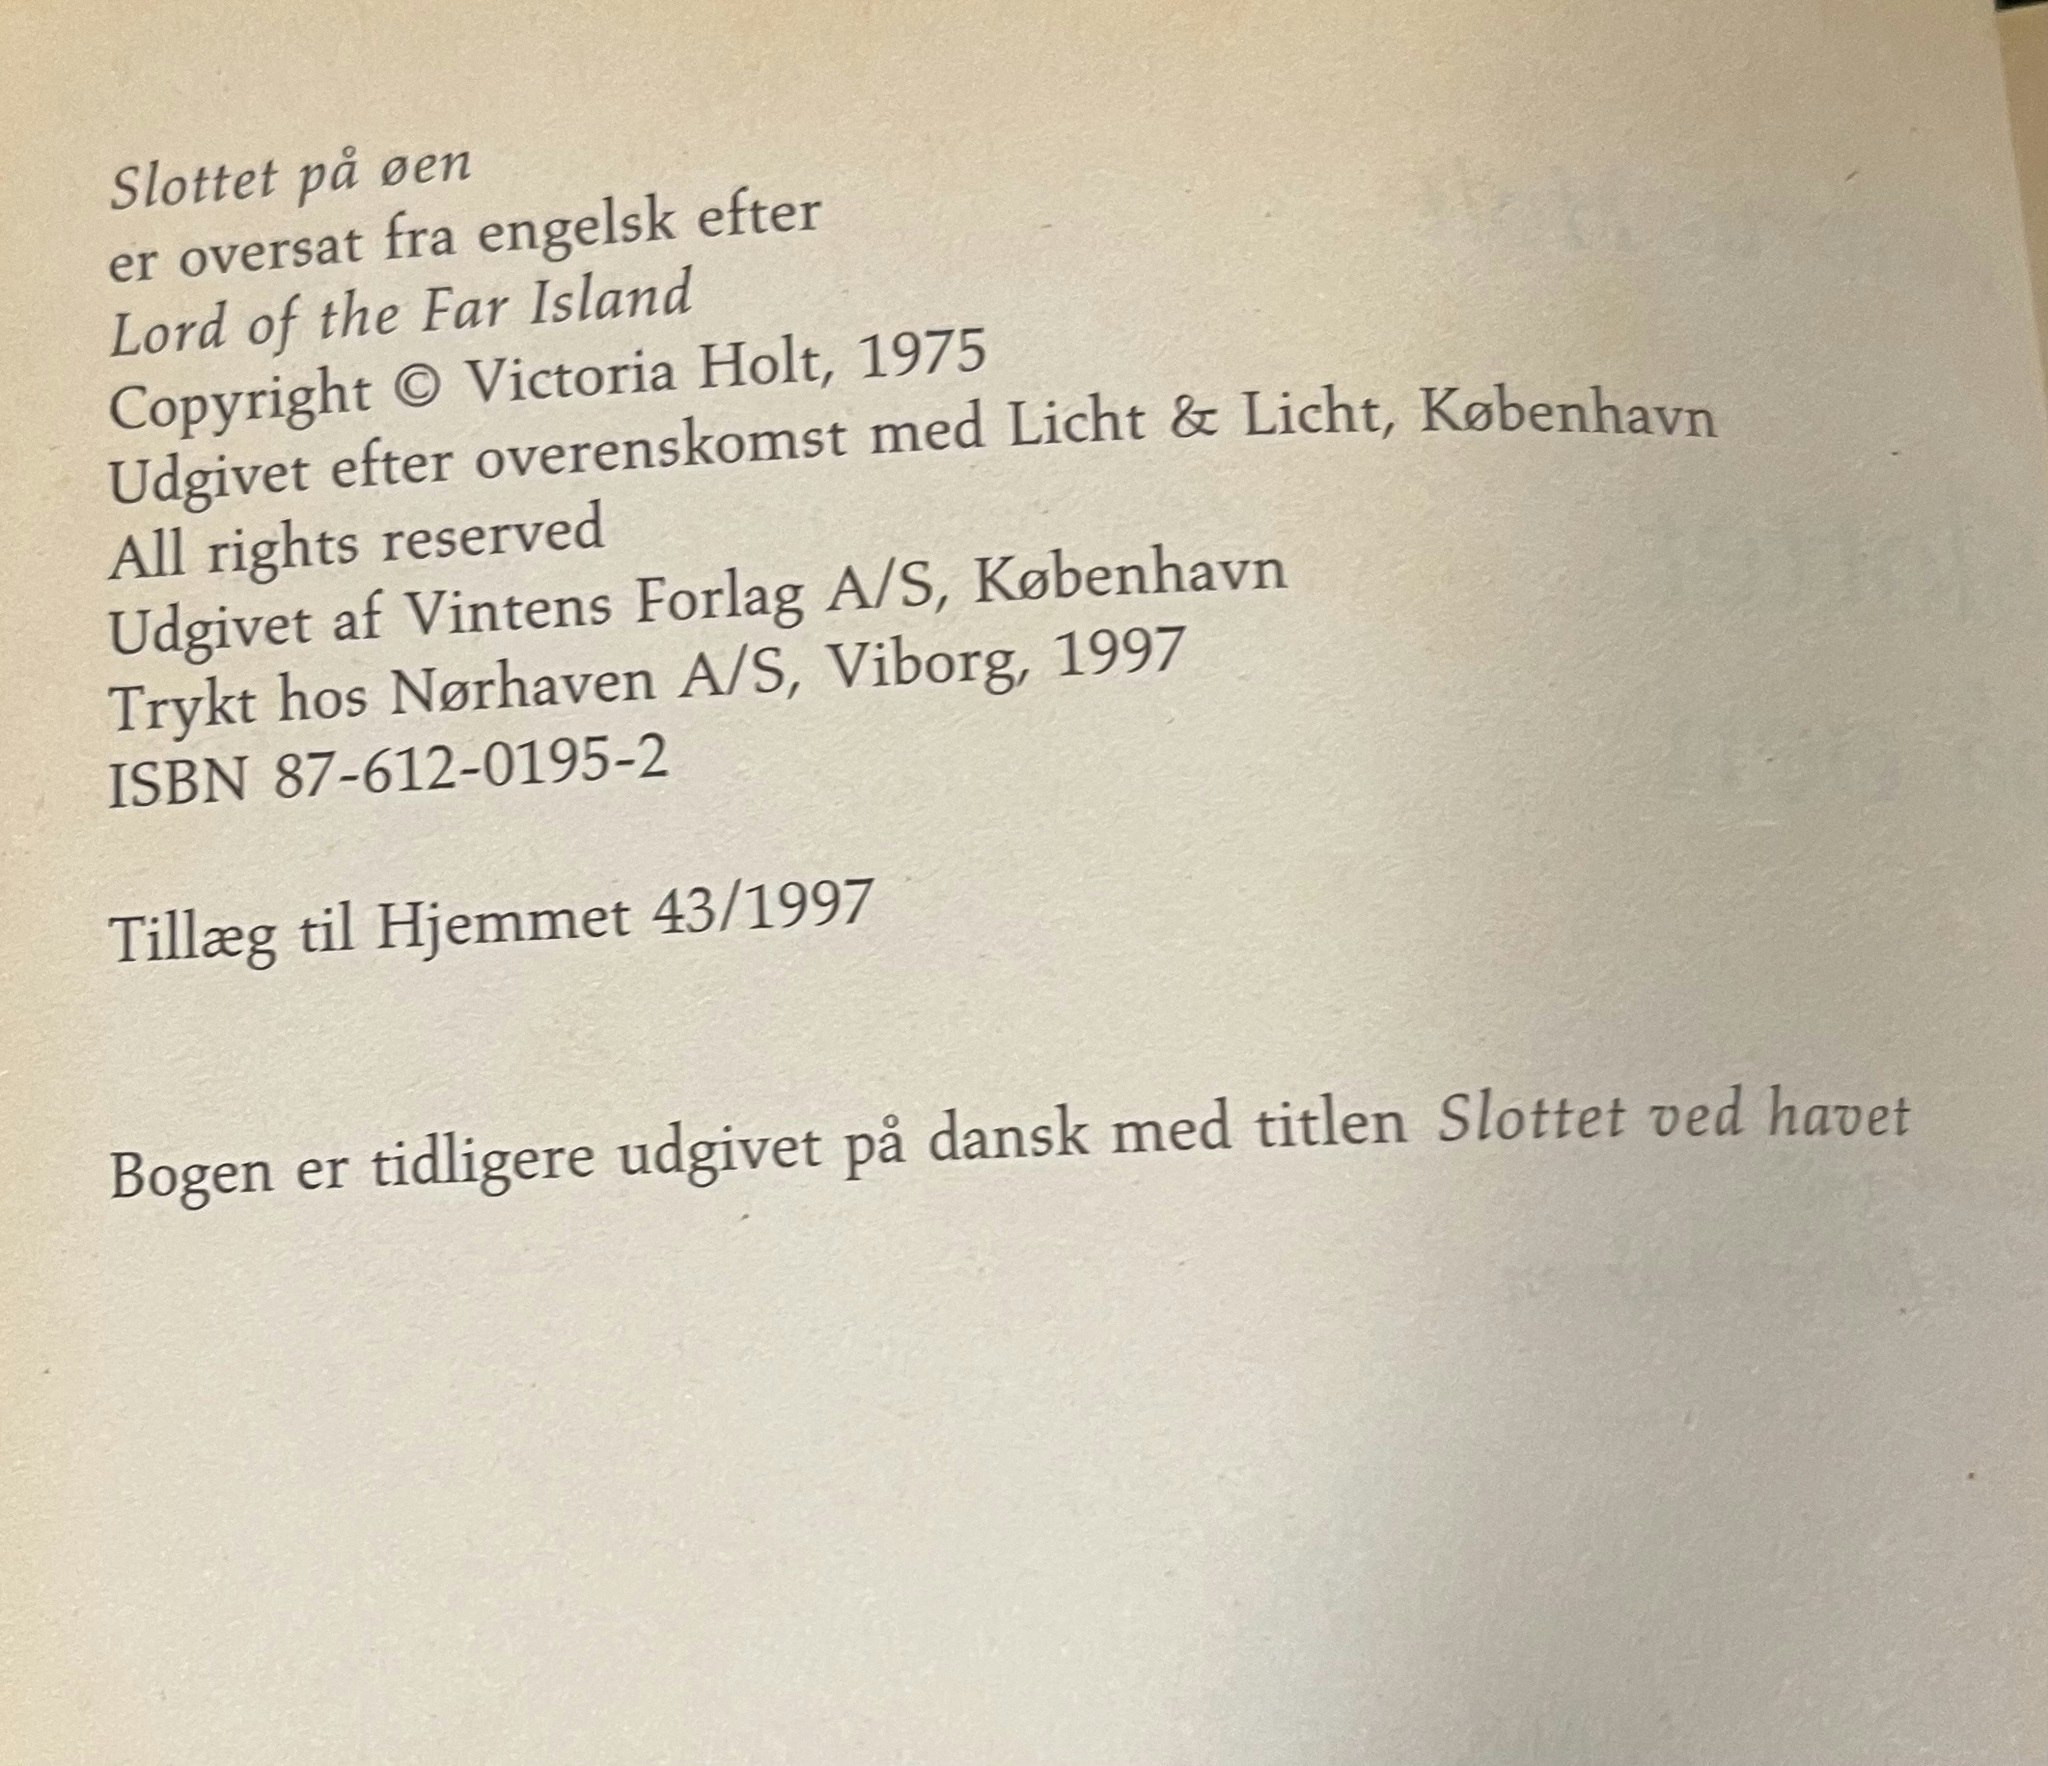 Slottet på øen
er oversat fra engelsk efter
Lord of the Far Island
Copyright © Victoria Holt, 1975
Udgivet efter overenskomst med Licht & Licht, København
All rights reserved
Udgivet af Vintens Forlag A/S, København
Trykt hos Nørhaven A/S, Viborg, 1997
ISBN 87-612-0195-2
Tillæg til Hjemmet 43/1997
Bogen er tidligere udgivet på dansk med titlen Slottet ved havet